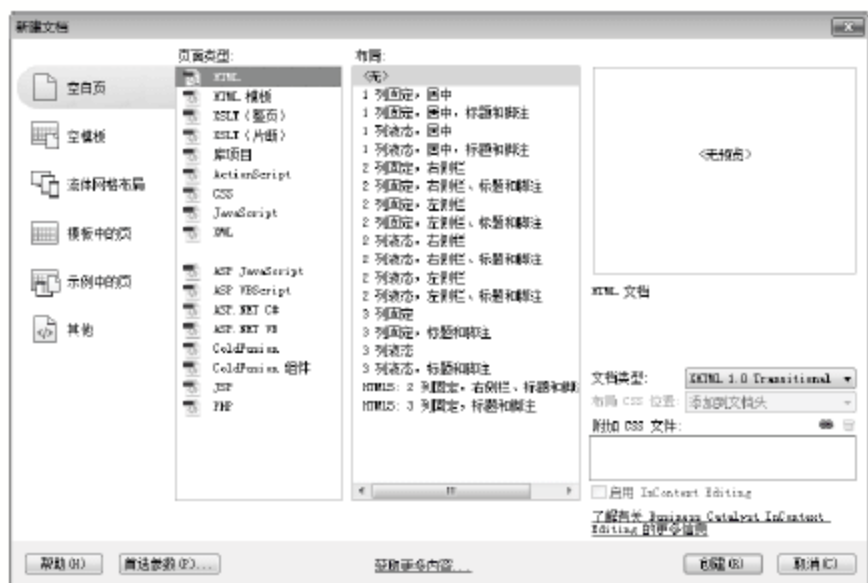 新建文档
页面类型:
布局:
空白页
空模板
流体网格布局
模板中的页
示例中的页
其他
HTML
HTML 模板
XSLT（整页）
XSLT（片断）
库项目
ActionScript
CSS
JavaScript
XML
ASP JavaScript
ASP VBScript
ASP.NET C#
ASP.NET VB
ColdFusion
ColdFusion 组件
JSP
PHP
<无>
1 列固定，居中
1 列固定，居中，标题和脚注
1 列液态，居中
1 列液态，居中，标题和脚注
2 列固定，右侧栏
2 列固定，右侧栏、标题和脚注
2 列固定，左侧栏
2 列固定，左侧栏、标题和脚注
2 列液态，右侧栏
2 列液态，右侧栏、标题和脚注
2 列液态，左侧栏
2 列液态，左侧栏、标题和脚注
3 列固定
3 列固定，标题和脚注
3 列液态
3 列液态，标题和脚注
HTML5: 2 列固定，右侧栏、标题和脚
HTML5: 3 列固定，标题和脚注
<无预览>
HTML 文档
文档类型: XHTML 1.0 Transitional
布局 CSS 位置: 添加到文档头
附加 CSS 文件:
启用 InContext Editing
了解有关 Business Catalyst InContext
Editing 的更多信息
帮助(H)
首选参数(P)...
获取更多内容...
创建(R)
取消(C)